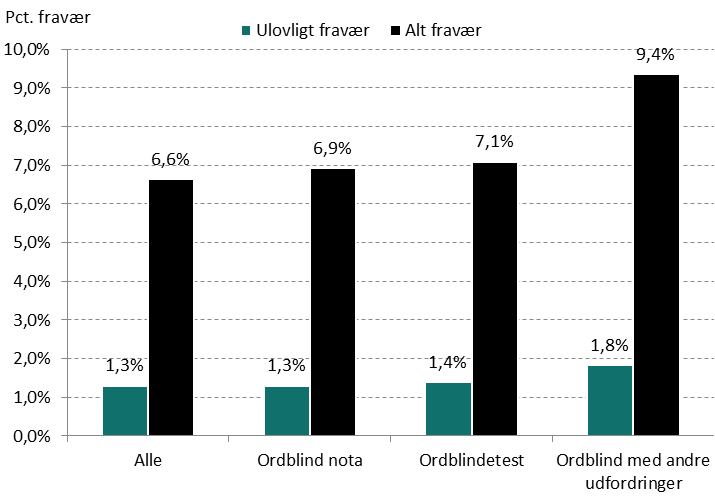 Pct. fravær
Ulovligt fravær
Alt fravær
10,0%
9,0%
8,0%
7,0%
6,0%
5,0%
4,0%
3,0%
2,0%
1,0%
0,0%
1,3%
6,6%
1,3%
6,9%
1,4%
7,1%
1,8%
9,4%
Alle
Ordblind nota
Ordblindetest
Ordblind med andre
udfordringer